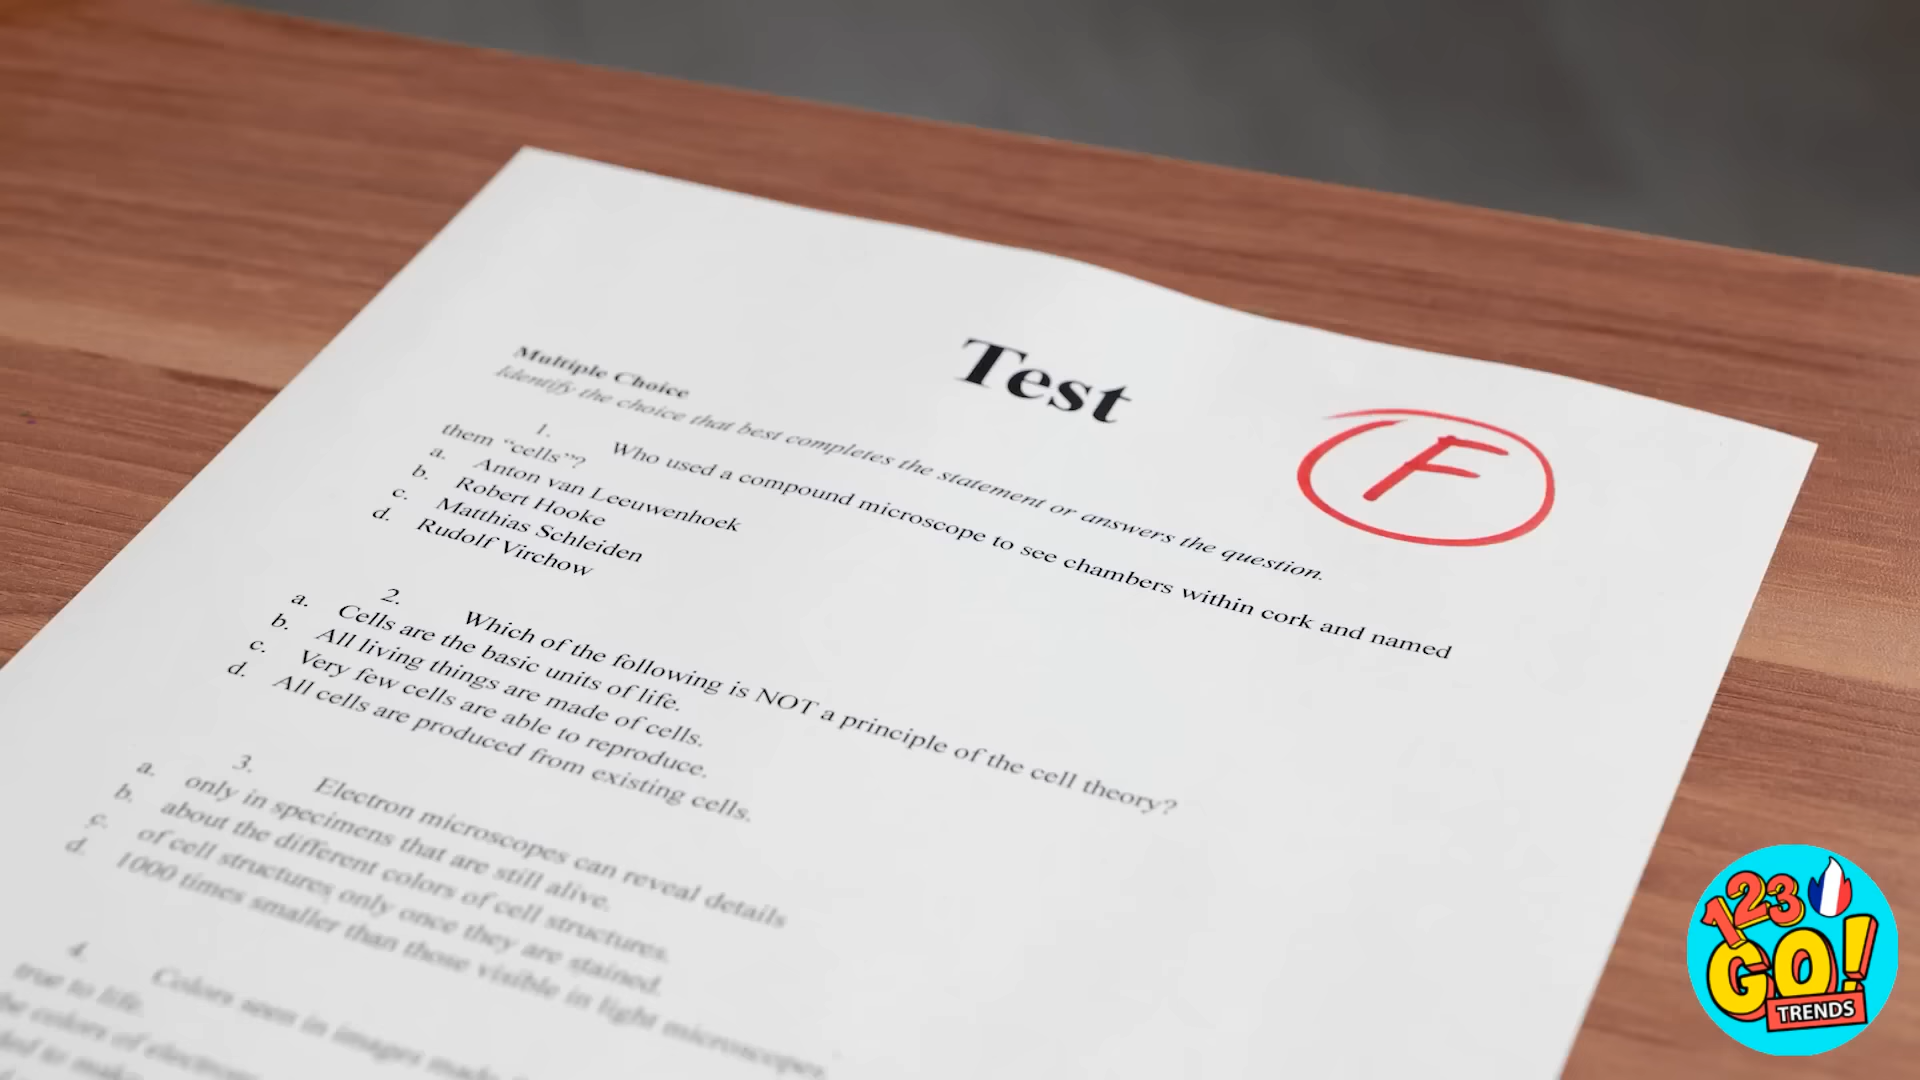 Test
F
Multiple Choice
Identify the choice that best completes the statement or answers the question.
1. Who used a compound microscope to see chambers within cork and named
them “cells”?
a. Anton van Leeuwenhoek
b. Robert Hooke
c. Matthias Schleiden
d. Rudolf Virchow
2. Which of the following is NOT a principle of the cell theory?
a. Cells are the basic units of life.
b. All living things are made of cells.
c. Very few cells are able to reproduce.
d. All cells are produced from existing cells.
3. Electron microscopes can reveal details
a. only in specimens that are still alive.
b. about the different colors of cell structures.
c. of cell structures only once they are stained.
d. 1000 times smaller than those visible in light microscopes.
4. Colors seen in images made
true to life.
colors of electron
to make
123
GO!
TRENDS